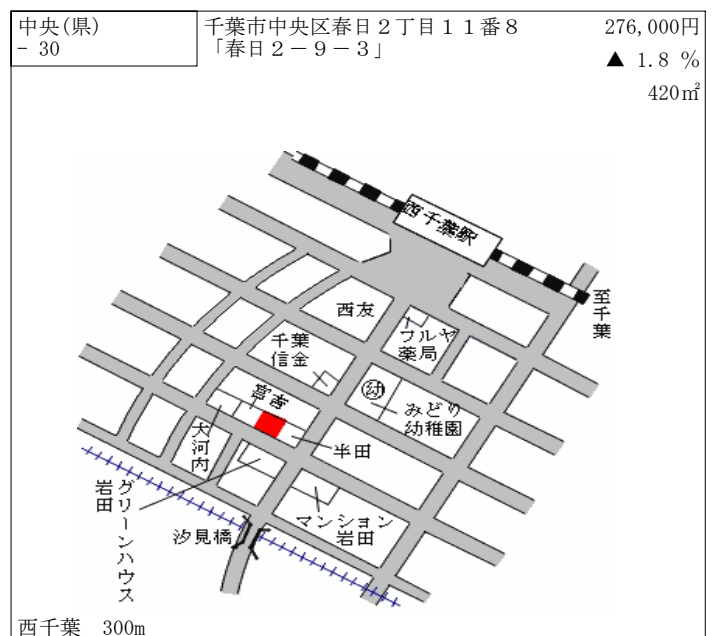 中央(県)
- 30
千葉市中央区春日２丁目１１番８
「春日２－９－３」
276,000円
▲ 1.8 %
420㎡
西千葉駅
至千葉
西友
フルヤ
薬局
千葉
信金
幼
みどり
幼稚園
宮吉
半田
大河内
グリーンハウス
岩田
マンション
岩田
汐見橋
西千葉　300m